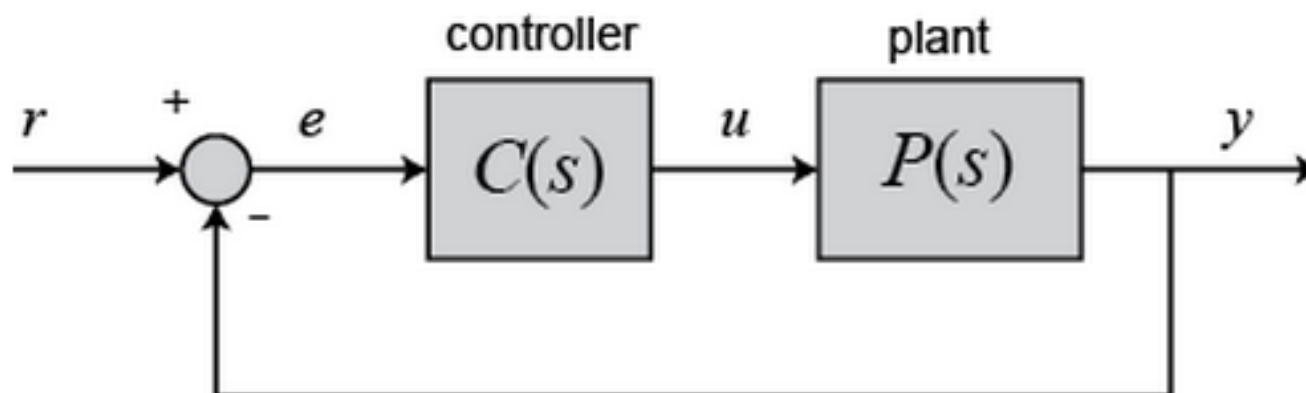 controller plant
r + e C(s) u P(s) y
-